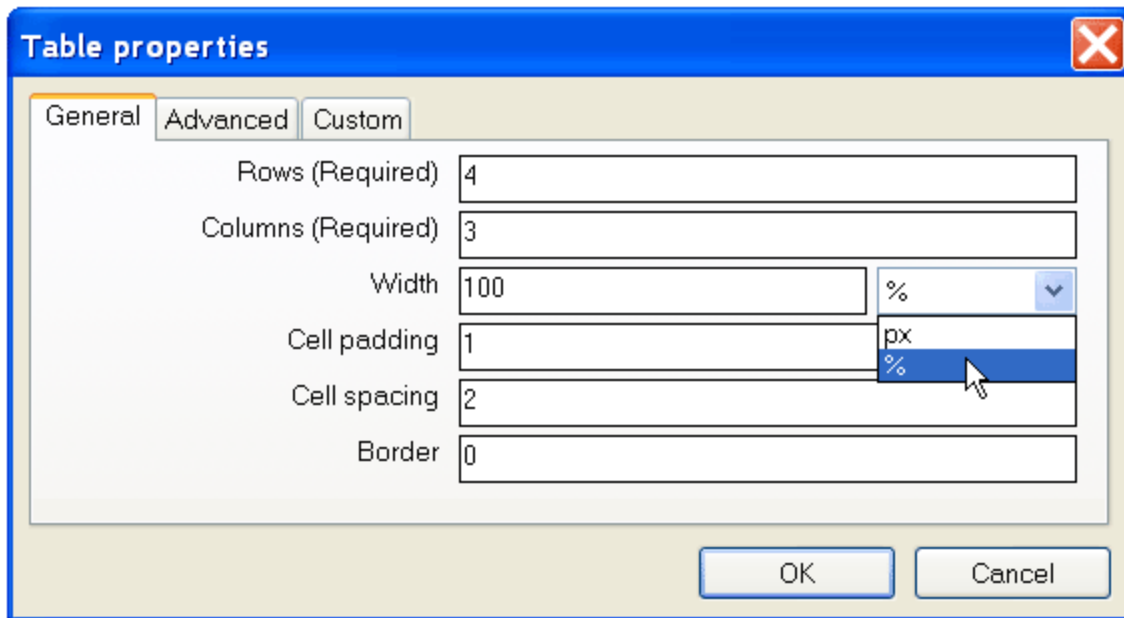 Table properties
General Advanced Custom
Rows (Required) 4
Columns (Required) 3
Width 100 %
px
%
Cell padding 1
Cell spacing 2
Border 0
OK Cancel